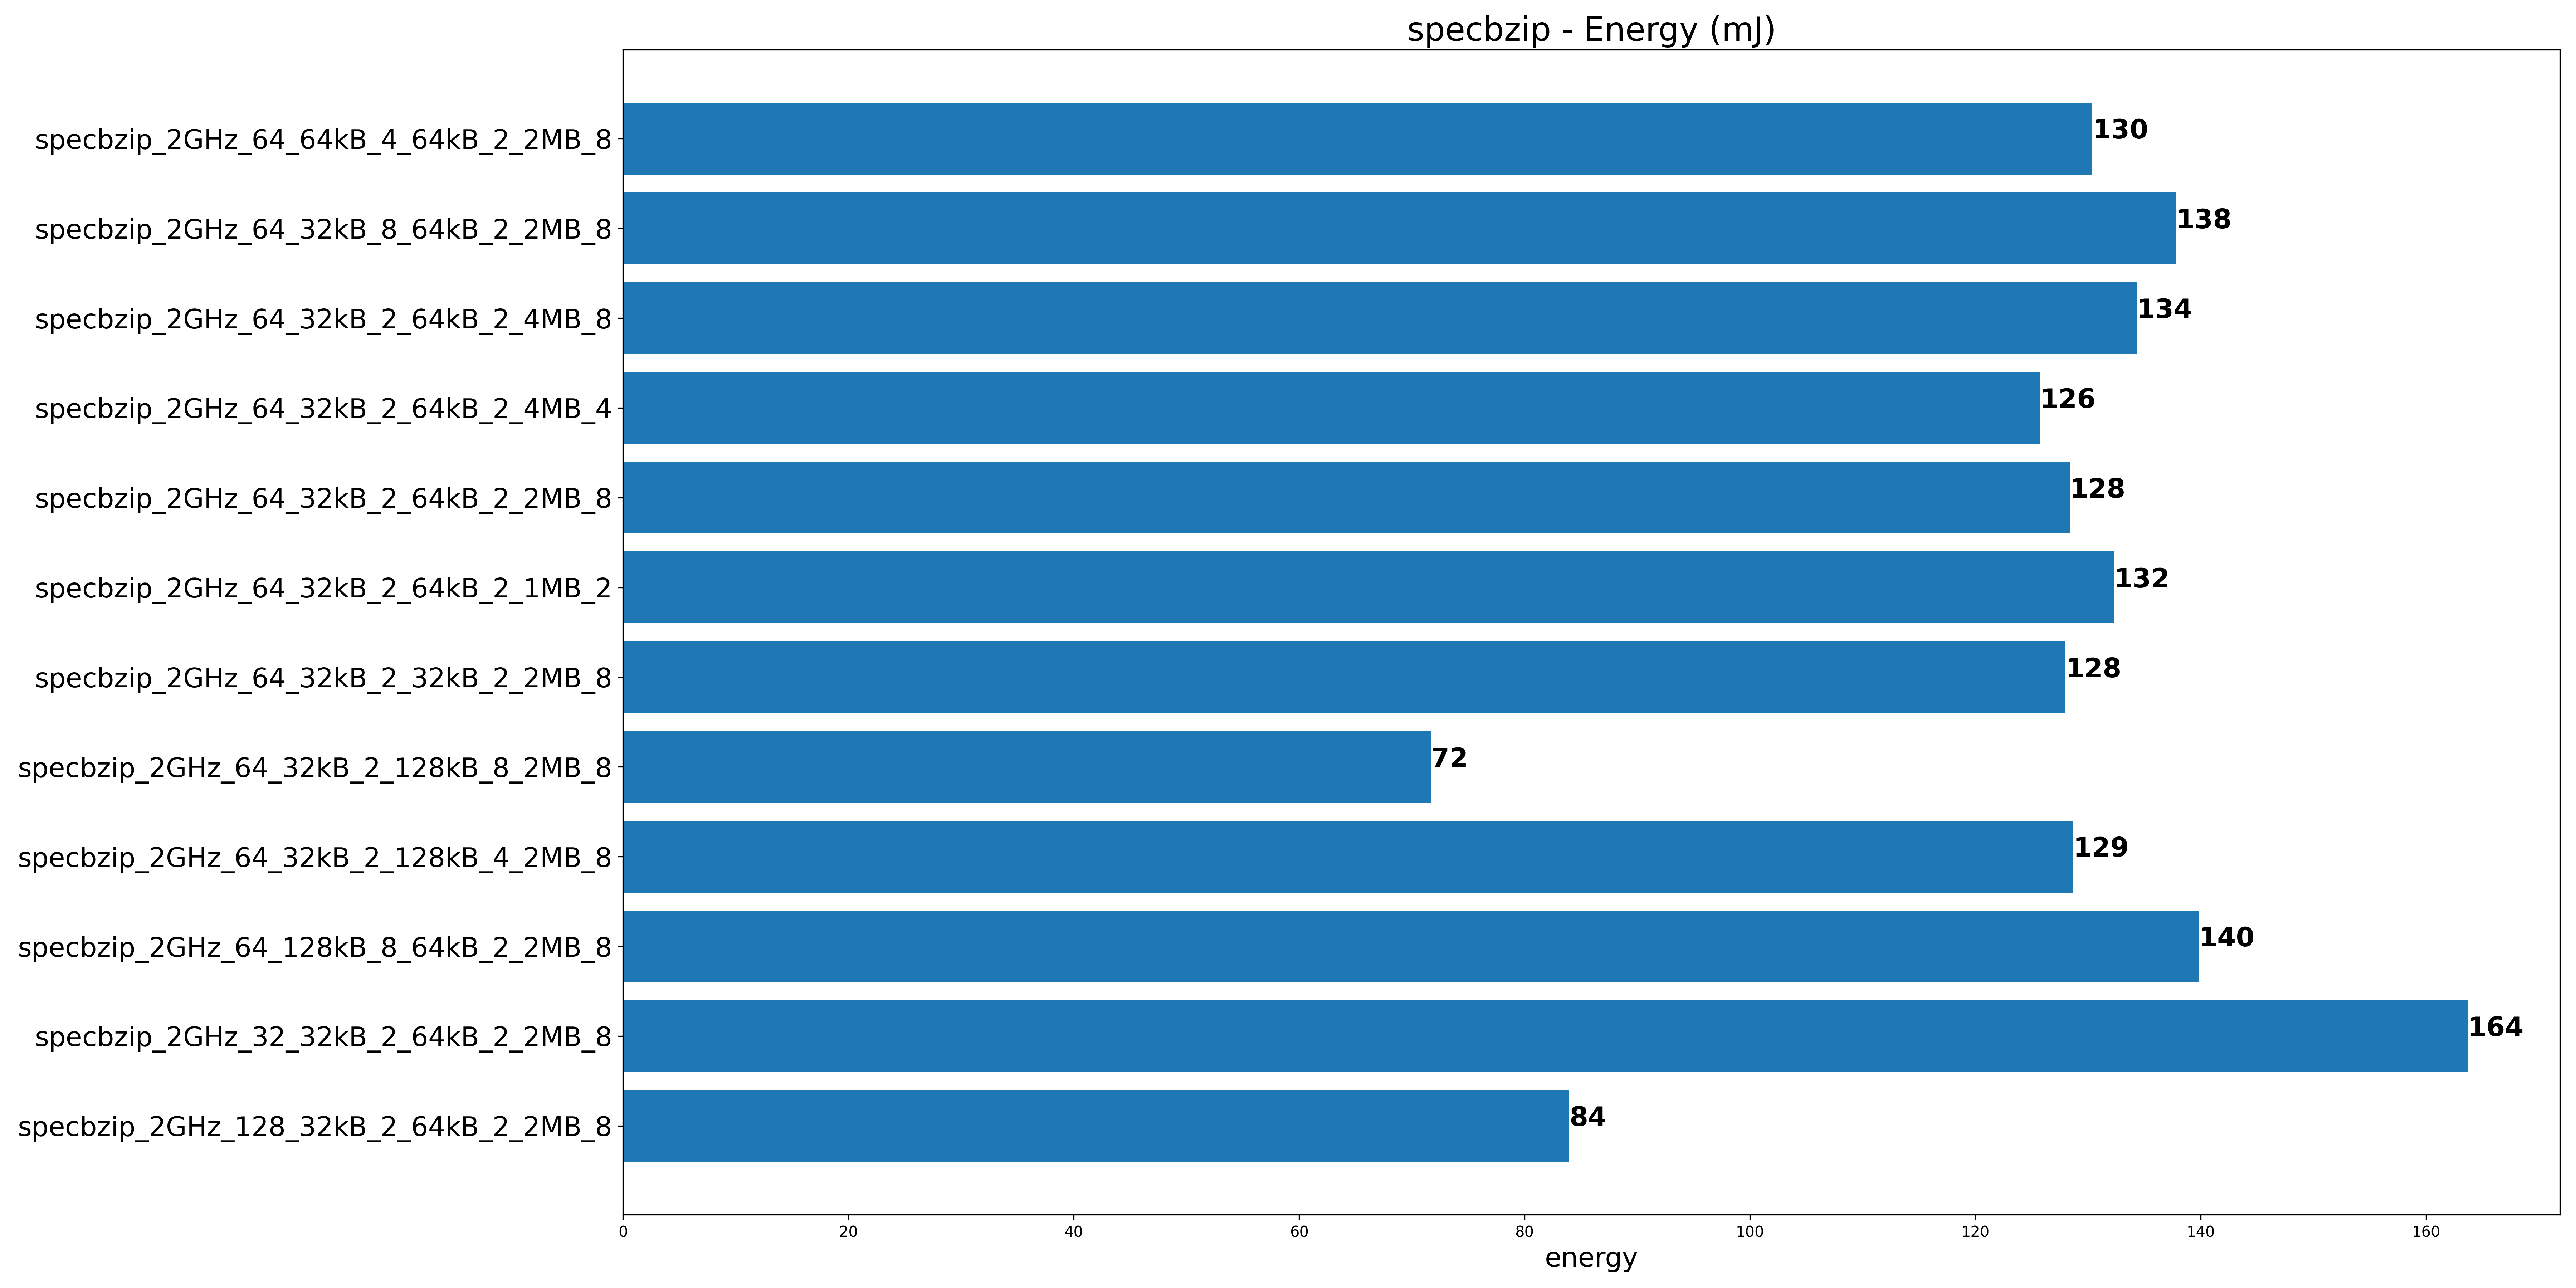 specbzip - Energy (mJ)
specbzip_2GHz_64_64kB_4_64kB_2_2MB_8 130
specbzip_2GHz_64_32kB_8_64kB_2_2MB_8 138
specbzip_2GHz_64_32kB_2_64kB_2_4MB_8 134
specbzip_2GHz_64_32kB_2_64kB_2_4MB_4 126
specbzip_2GHz_64_32kB_2_64kB_2_2MB_8 128
specbzip_2GHz_64_32kB_2_64kB_2_1MB_2 132
specbzip_2GHz_64_32kB_2_32kB_2_2MB_8 128
specbzip_2GHz_64_32kB_2_128kB_8_2MB_8 72
specbzip_2GHz_64_32kB_2_128kB_4_2MB_8 129
specbzip_2GHz_64_128kB_8_64kB_2_2MB_8 140
specbzip_2GHz_32_32kB_2_64kB_2_2MB_8 164
specbzip_2GHz_128_32kB_2_64kB_2_2MB_8 84
0 20 40 60 80 100 120 140 160
energy